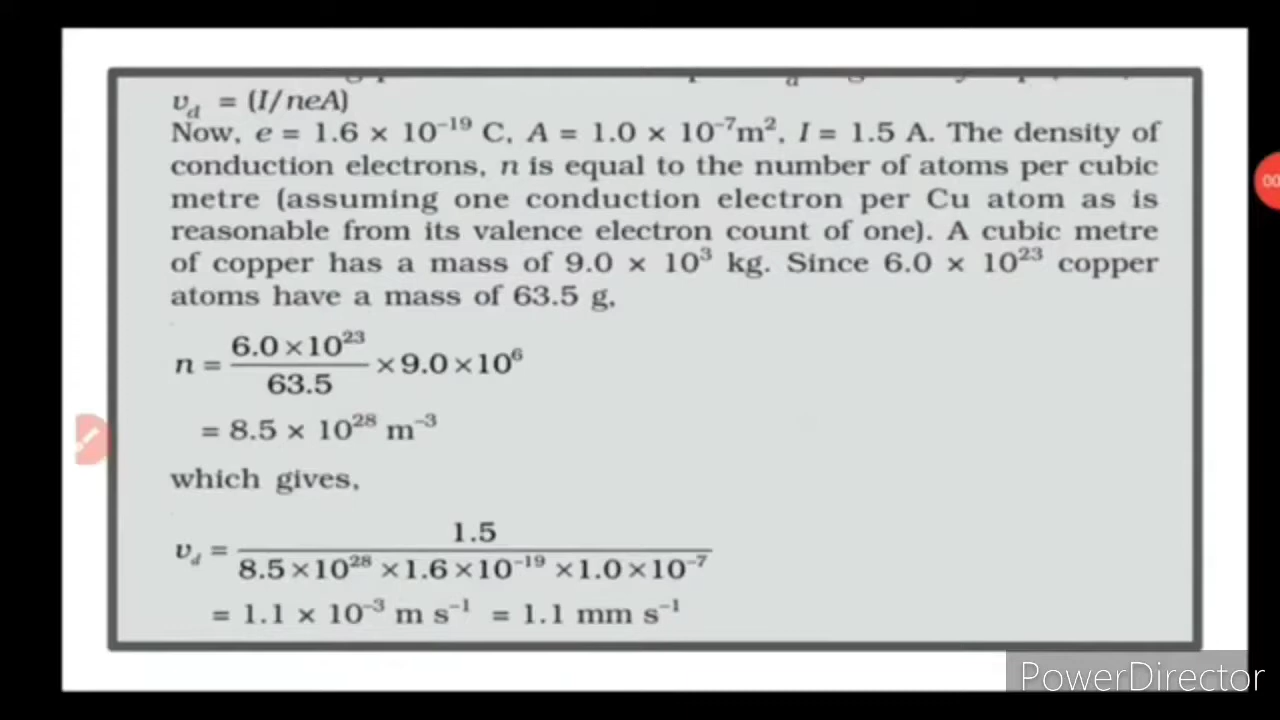 v_d = (I/neA)
Now, e = 1.6 × 10⁻¹⁹ C, A = 1.0 × 10⁻⁷m², I = 1.5 A. The density of
conduction electrons, n is equal to the number of atoms per cubic
metre (assuming one conduction electron per Cu atom as is
reasonable from its valence electron count of one). A cubic metre
of copper has a mass of 9.0 × 10³ kg. Since 6.0 × 10²³ copper
atoms have a mass of 63.5 g,
n = 6.0×10²³ / 63.5 × 9.0×10⁶
= 8.5 × 10²⁸ m⁻³
which gives,
v_d = 1.5 / 8.5×10²⁸ ×1.6×10⁻¹⁹ ×1.0×10⁻⁷
= 1.1 × 10⁻³ m s⁻¹ = 1.1 mm s⁻¹
00
PowerDirector